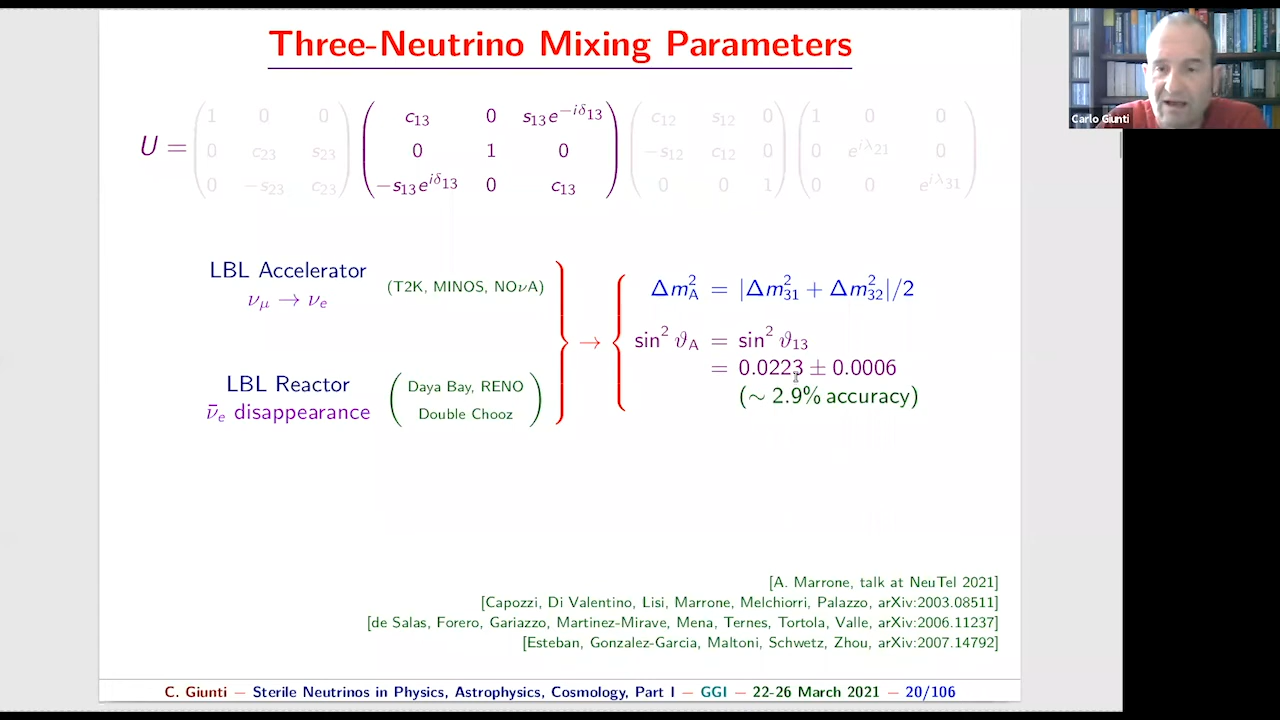 Three-Neutrino Mixing Parameters
U = ( 1 0 0 ) ( c13 0 s13e^−iδ13 ) ( c12 s12 0 ) ( 1 0 0 )
( 0 c23 s23 ) ( 0 1 0 ) ( −s12 c12 0 ) ( 0 e^iλ21 0 )
( 0 −s23 c23 ) ( −s13e^iδ13 0 c13 ) ( 0 0 1 ) ( 0 0 e^iλ31 )
LBL Accelerator
νμ → νe
(T2K, MINOS, NOνA)
LBL Reactor
ν̄e disappearance
Daya Bay, RENO
Double Chooz
→
Δm²A = |Δm²31 + Δm²32|/2
sin² ϑA = sin² ϑ13
= 0.0223 ± 0.0006
(∼ 2.9% accuracy)
[A. Marrone, talk at NeuTel 2021]
[Capozzi, Di Valentino, Lisi, Marrone, Melchiorri, Palazzo, arXiv:2003.08511]
[de Salas, Forero, Gariazzo, Martinez-Mirave, Mena, Ternes, Tortola, Valle, arXiv:2006.11237]
[Esteban, Gonzalez-Garcia, Maltoni, Schwetz, Zhou, arXiv:2007.14792]
C. Giunti − Sterile Neutrinos in Physics, Astrophysics, Cosmology, Part I − GGI − 22-26 March 2021 − 20/106
Carlo Giunti